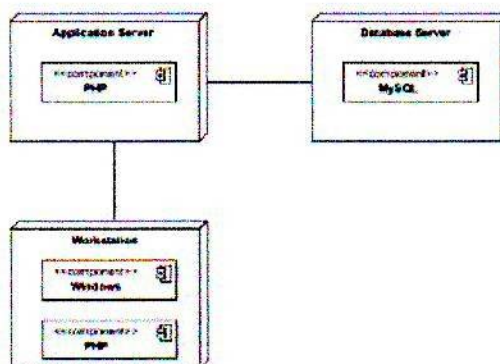 Application Server
<<component>>
PHP
Database Server
<<component>>
MySQL
Workstation
<<component>>
Windows
<<component>>
PHP